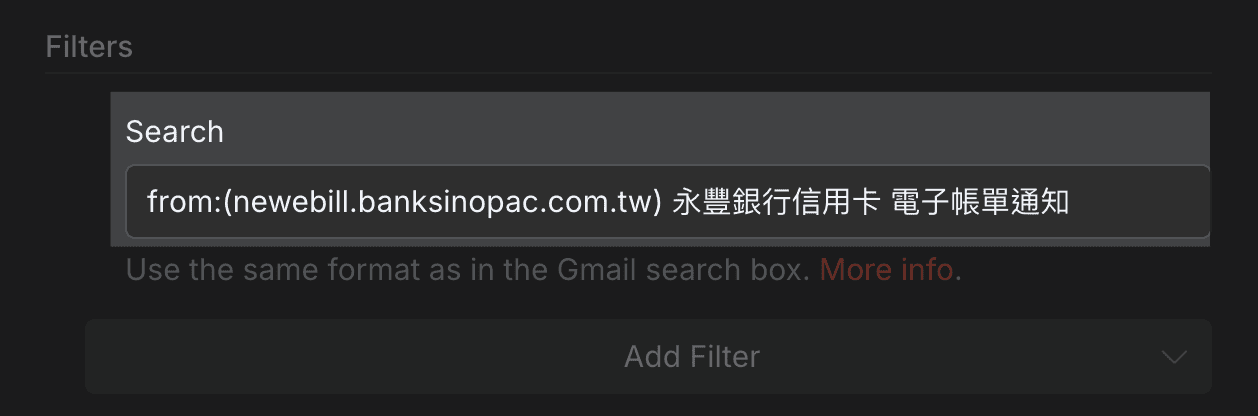 Filters
Search
from:(newebill.banksinopac.com.tw) 永豐銀行信用卡 電子帳單通知
Use the same format as in the Gmail search box. More info.
Add Filter